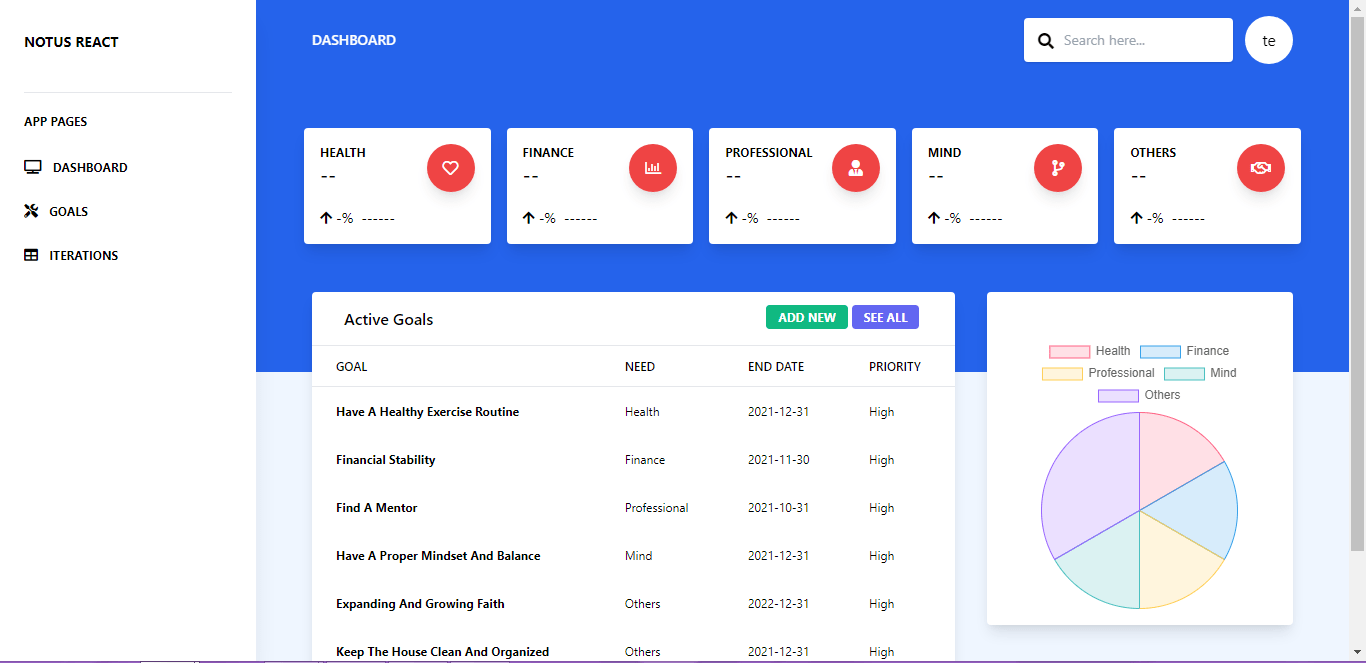 NOTUS REACT
DASHBOARD
Search here...
te
APP PAGES
DASHBOARD
GOALS
ITERATIONS
HEALTH
--
-% ------
FINANCE
--
-% ------
PROFESSIONAL
--
-% ------
MIND
--
-% ------
OTHERS
--
-% ------
Active Goals ADD NEW SEE ALL
GOAL NEED END DATE PRIORITY
Have A Healthy Exercise Routine Health 2021-12-31 High
Financial Stability Finance 2021-11-30 High
Find A Mentor Professional 2021-10-31 High
Have A Proper Mindset And Balance Mind 2021-12-31 High
Expanding And Growing Faith Others 2022-12-31 High
Keep The House Clean And Organized Others 2021-12-31 High
Health Finance
Professional Mind
Others